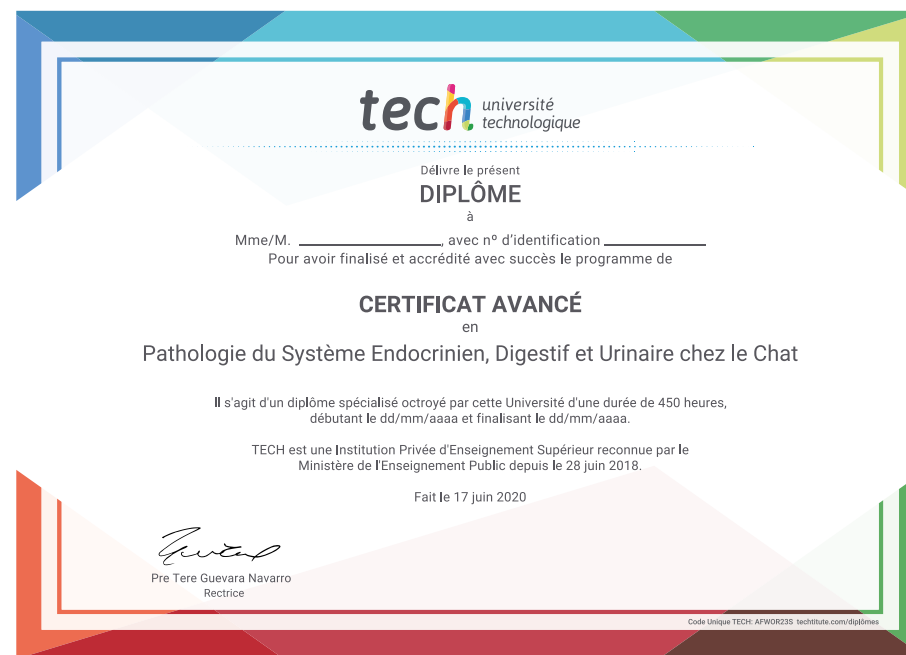 tech université
technologique
Délivre le présent
DIPLÔME
à
Mme/M. ____________________, avec nº d'identification ______________
Pour avoir finalisé et accrédité avec succès le programme de
CERTIFICAT AVANCÉ
en
Pathologie du Système Endocrinien, Digestif et Urinaire chez le Chat
Il s'agit d'un diplôme spécialisé octroyé par cette Université d'une durée de 450 heures,
débutant le dd/mm/aaaa et finalisant le dd/mm/aaaa.
TECH est une Institution Privée d'Enseignement Supérieur reconnue par le
Ministère de l'Enseignement Public depuis le 28 juin 2018.
Fait le 17 juin 2020
Pre Tere Guevara Navarro
Rectrice
Code Unique TECH: AFWOR23S techtitute.com/diplômes